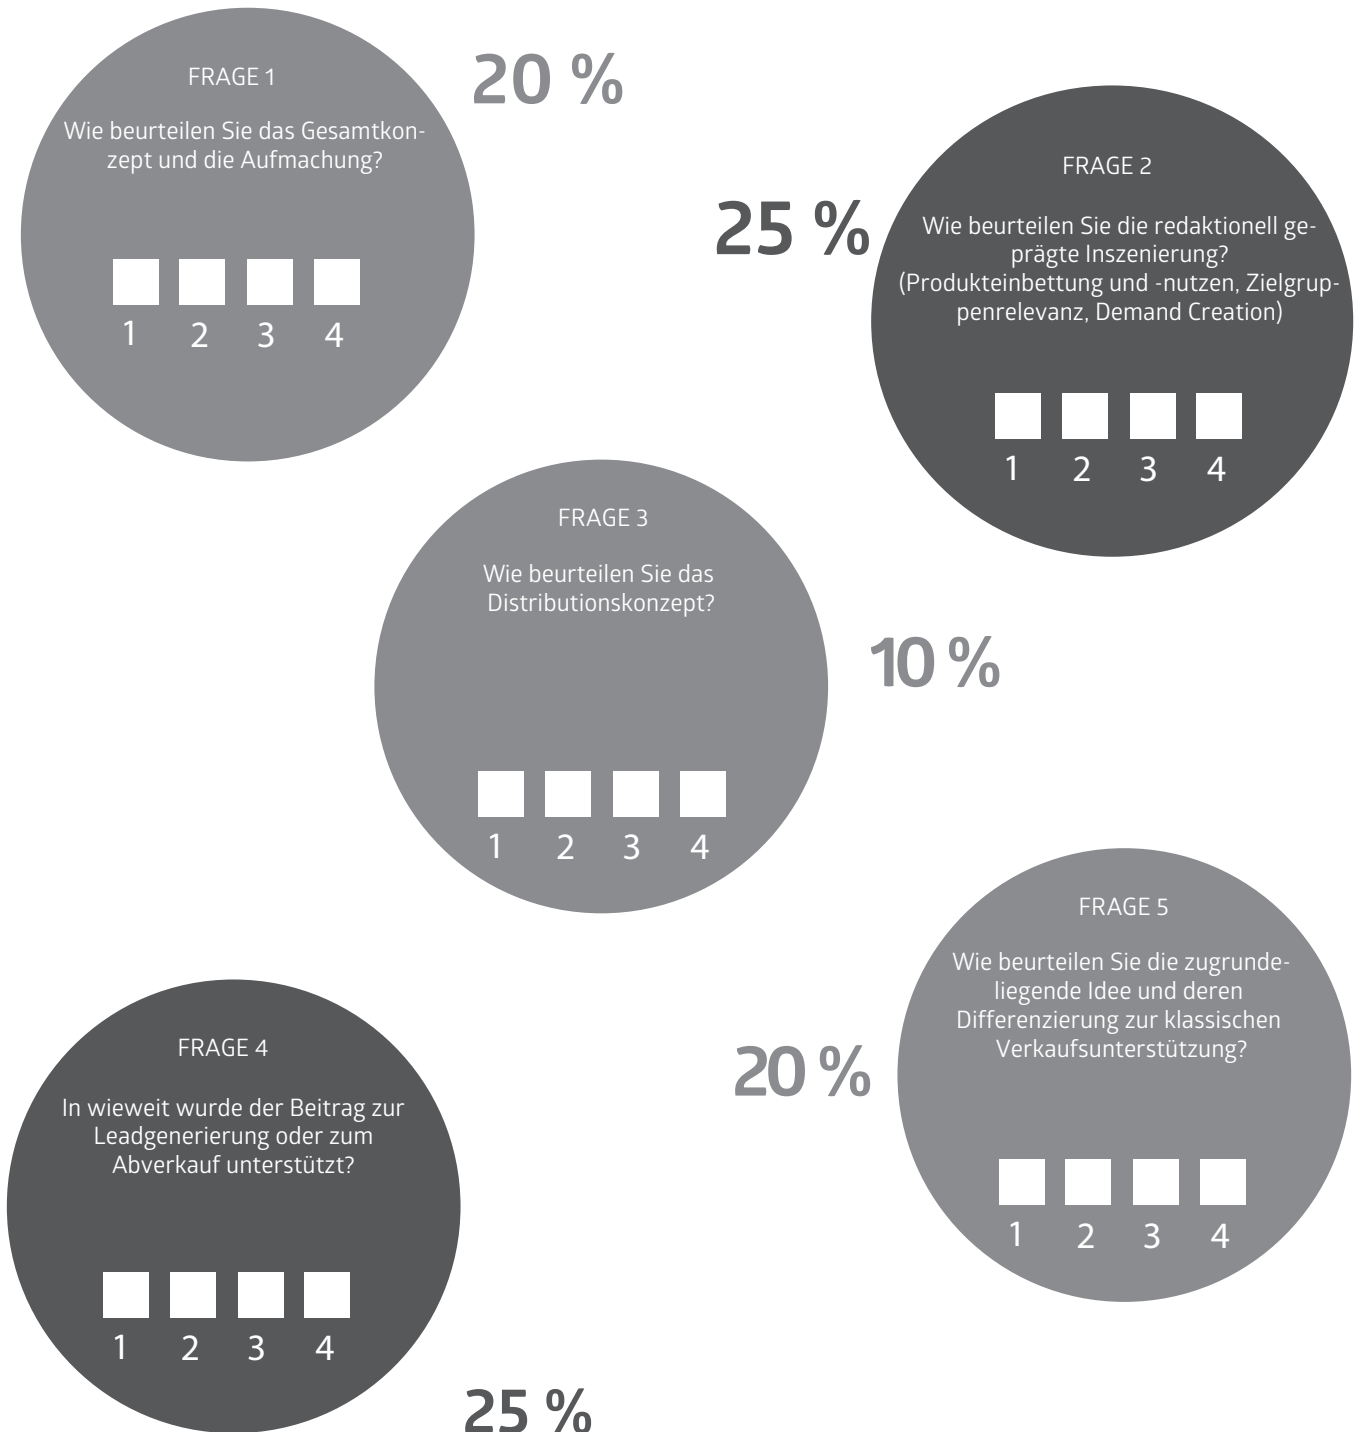 FRAGE 1
Wie beurteilen Sie das Gesamtkon-
zept und die Aufmachung?
1 2 3 4
20 %
FRAGE 2
Wie beurteilen Sie die redaktionell ge-
prägte Inszenierung?
(Produkteinbettung und -nutzen, Zielgrup-
penrelevanz, Demand Creation)
1 2 3 4
25 %
FRAGE 3
Wie beurteilen Sie das
Distributionskonzept?
1 2 3 4
10 %
FRAGE 4
In wieweit wurde der Beitrag zur
Leadgenerierung oder zum
Abverkauf unterstützt?
1 2 3 4
25 %
FRAGE 5
Wie beurteilen Sie die zugrunde-
liegende Idee und deren
Differenzierung zur klassischen
Verkaufsunterstützung?
1 2 3 4
20 %